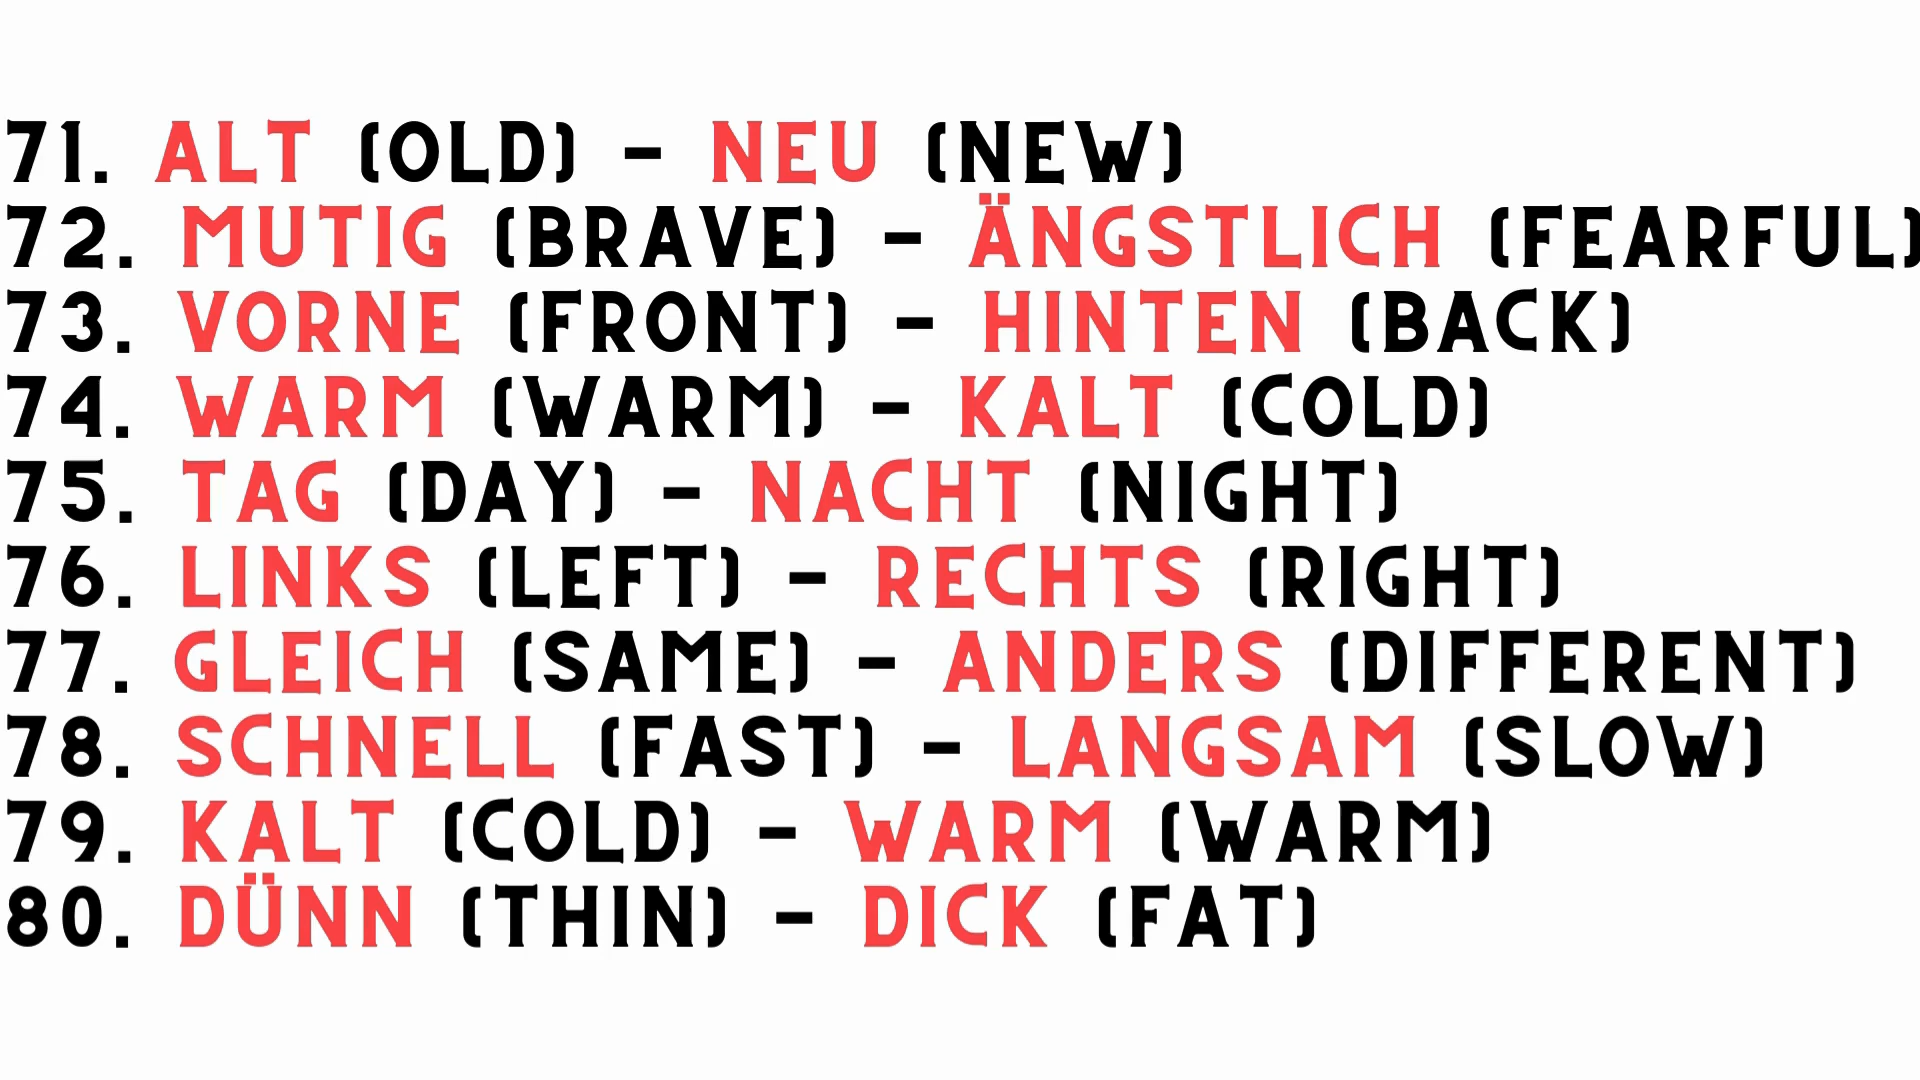 71. ALT (OLD) – NEU (NEW)
72. MUTIG (BRAVE) – ÄNGSTLICH (FEARFUL)
73. VORNE (FRONT) – HINTEN (BACK)
74. WARM (WARM) – KALT (COLD)
75. TAG (DAY) – NACHT (NIGHT)
76. LINKS (LEFT) – RECHTS (RIGHT)
77. GLEICH (SAME) – ANDERS (DIFFERENT)
78. SCHNELL (FAST) – LANGSAM (SLOW)
79. KALT (COLD) – WARM (WARM)
80. DÜNN (THIN) – DICK (FAT)